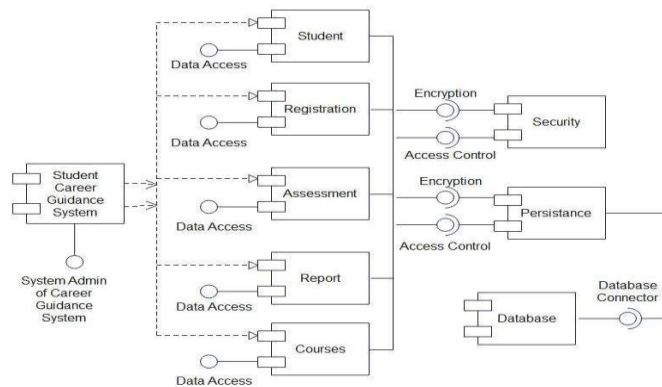 Student
Data Access
Registration
Data Access
Encryption
Security
Access Control
Student
Career
Guidance
System
Assessment
Data Access
Encryption
Persistance
Access Control
System Admin
of Career
Guidance
System
Report
Data Access
Database
Connector
Database
Courses
Data Access